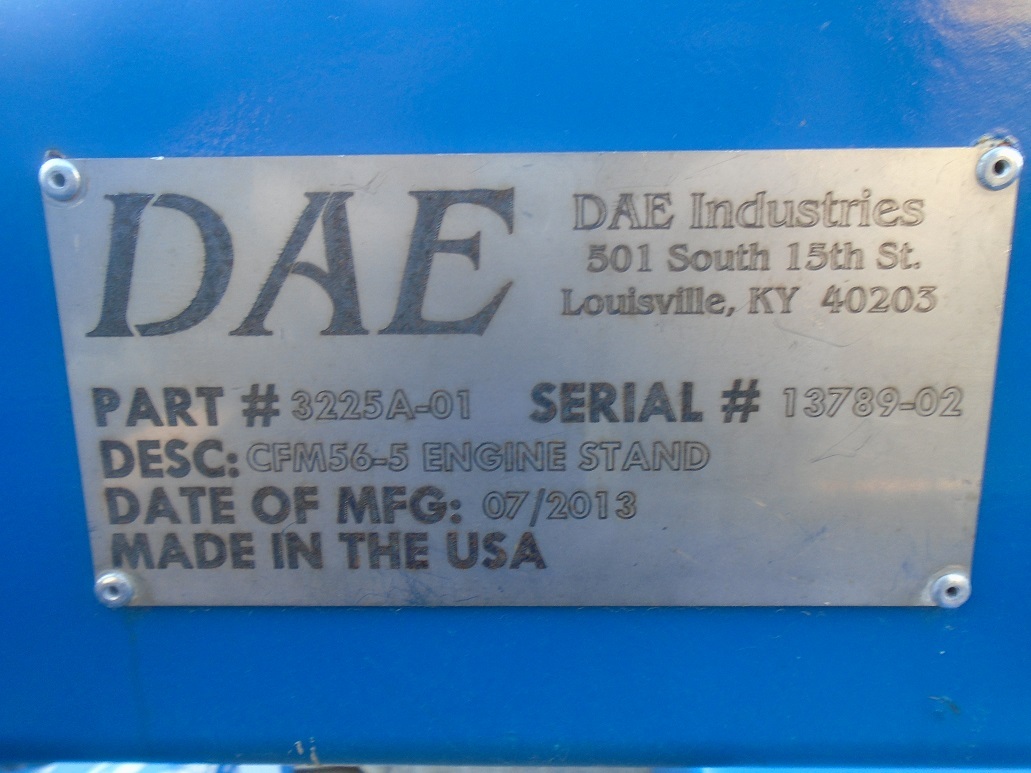 DAE
DAE Industries
501 South 15th St.
Louisville, KY 40203
PART # 3225A-01 SERIAL # 13789-02
DESC: CFM56-5 ENGINE STAND
DATE OF MFG: 07/2013
MADE IN THE USA